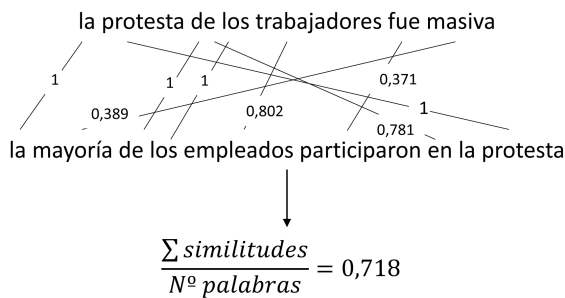 la protesta de los trabajadores fue masiva
1 1 1 0,371
0,389 0,802 1
0,781
la mayoría de los empleados participaron en la protesta
∑ similitudes
Nº palabras = 0,718